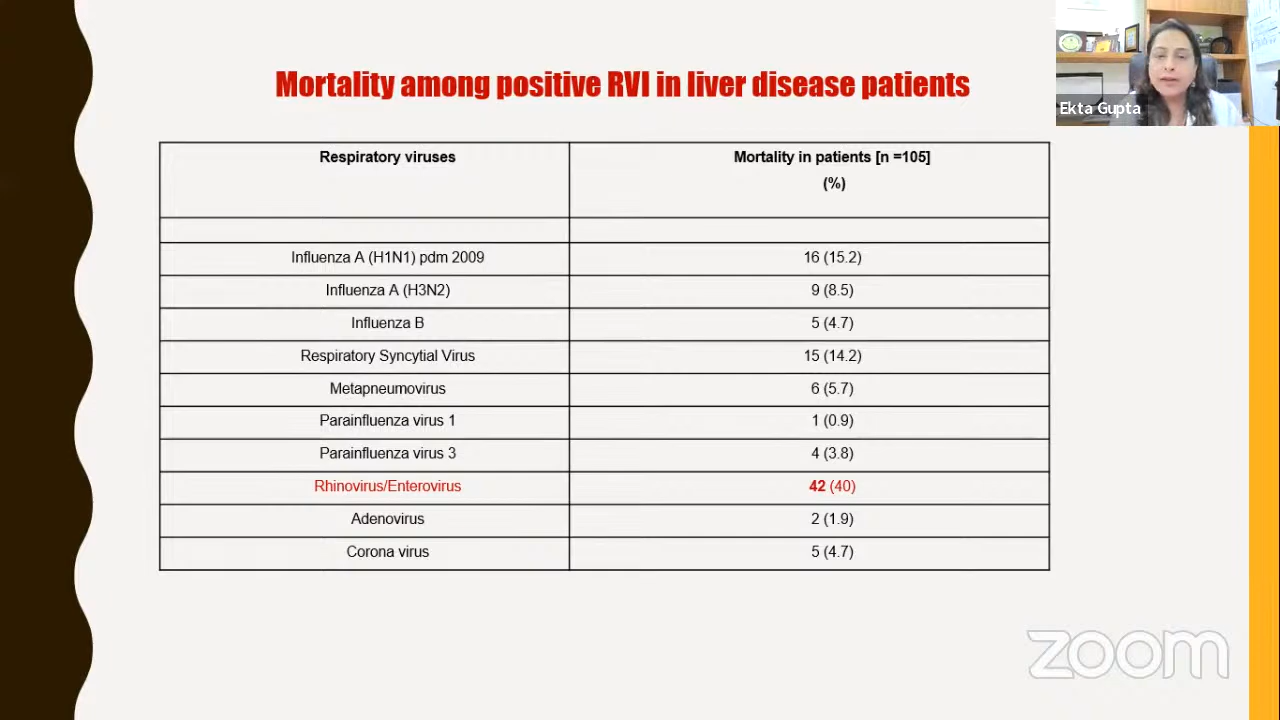 Mortality among positive RVI in liver disease patients
Ekta Gupta
Respiratory viruses Mortality in patients [n =105]
(%)
Influenza A (H1N1) pdm 2009 16 (15.2)
Influenza A (H3N2) 9 (8.5)
Influenza B 5 (4.7)
Respiratory Syncytial Virus 15 (14.2)
Metapneumovirus 6 (5.7)
Parainfluenza virus 1 1 (0.9)
Parainfluenza virus 3 4 (3.8)
Rhinovirus/Enterovirus 42 (40)
Adenovirus 2 (1.9)
Corona virus 5 (4.7)
zoom